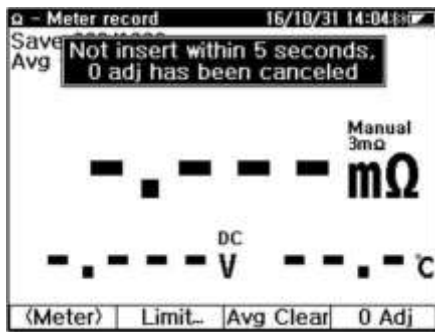 Ω - Meter record 16/10/31 14:04
Save
Avg
Not insert within 5 seconds,
0 adj has been canceled
Manual
3mΩ
-.--- mΩ
DC
-.---- V --.- ℃
⟨Meter⟩ Limit… Avg Clear 0 Adj